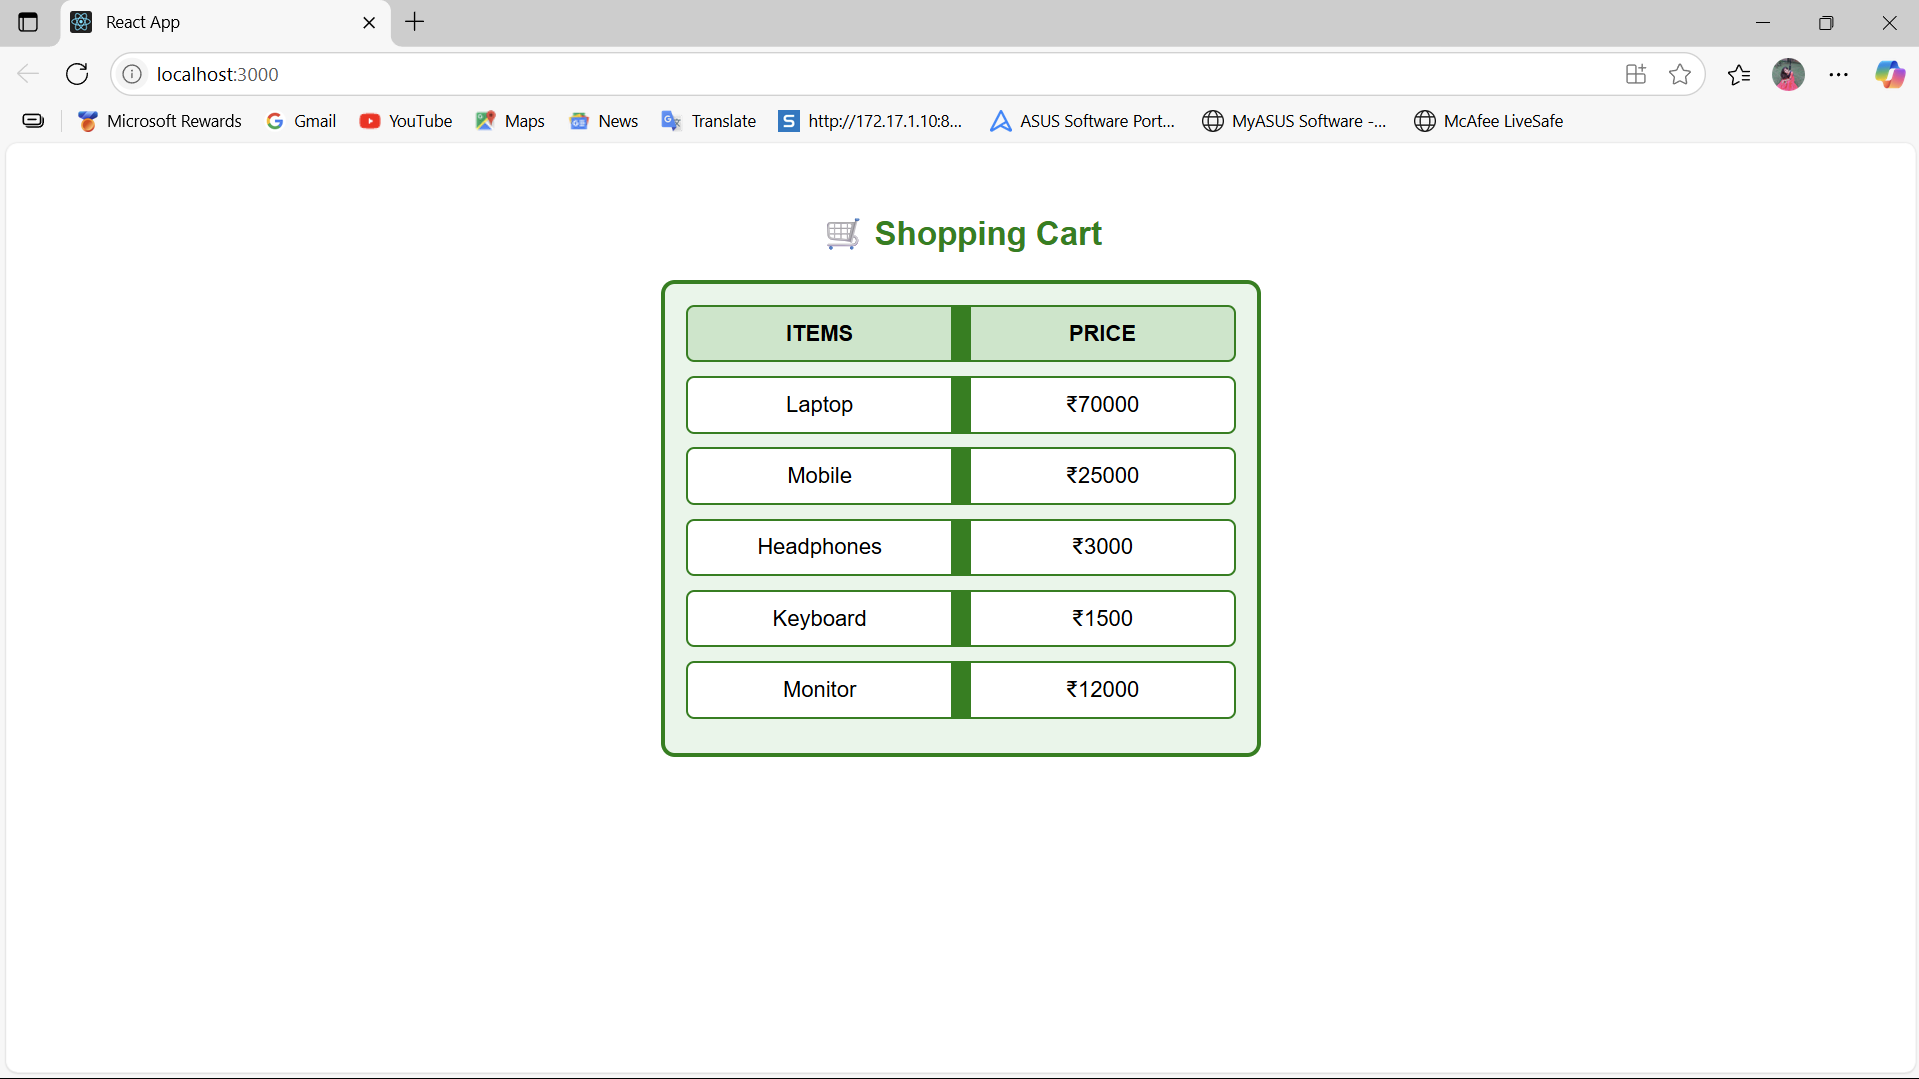 React App
localhost:3000
Microsoft Rewards Gmail YouTube Maps News Translate http://172.17.1.10:8... ASUS Software Port... MyASUS Software -... McAfee LiveSafe
🛒 Shopping Cart
ITEMS PRICE
Laptop ₹70000
Mobile ₹25000
Headphones ₹3000
Keyboard ₹1500
Monitor ₹12000